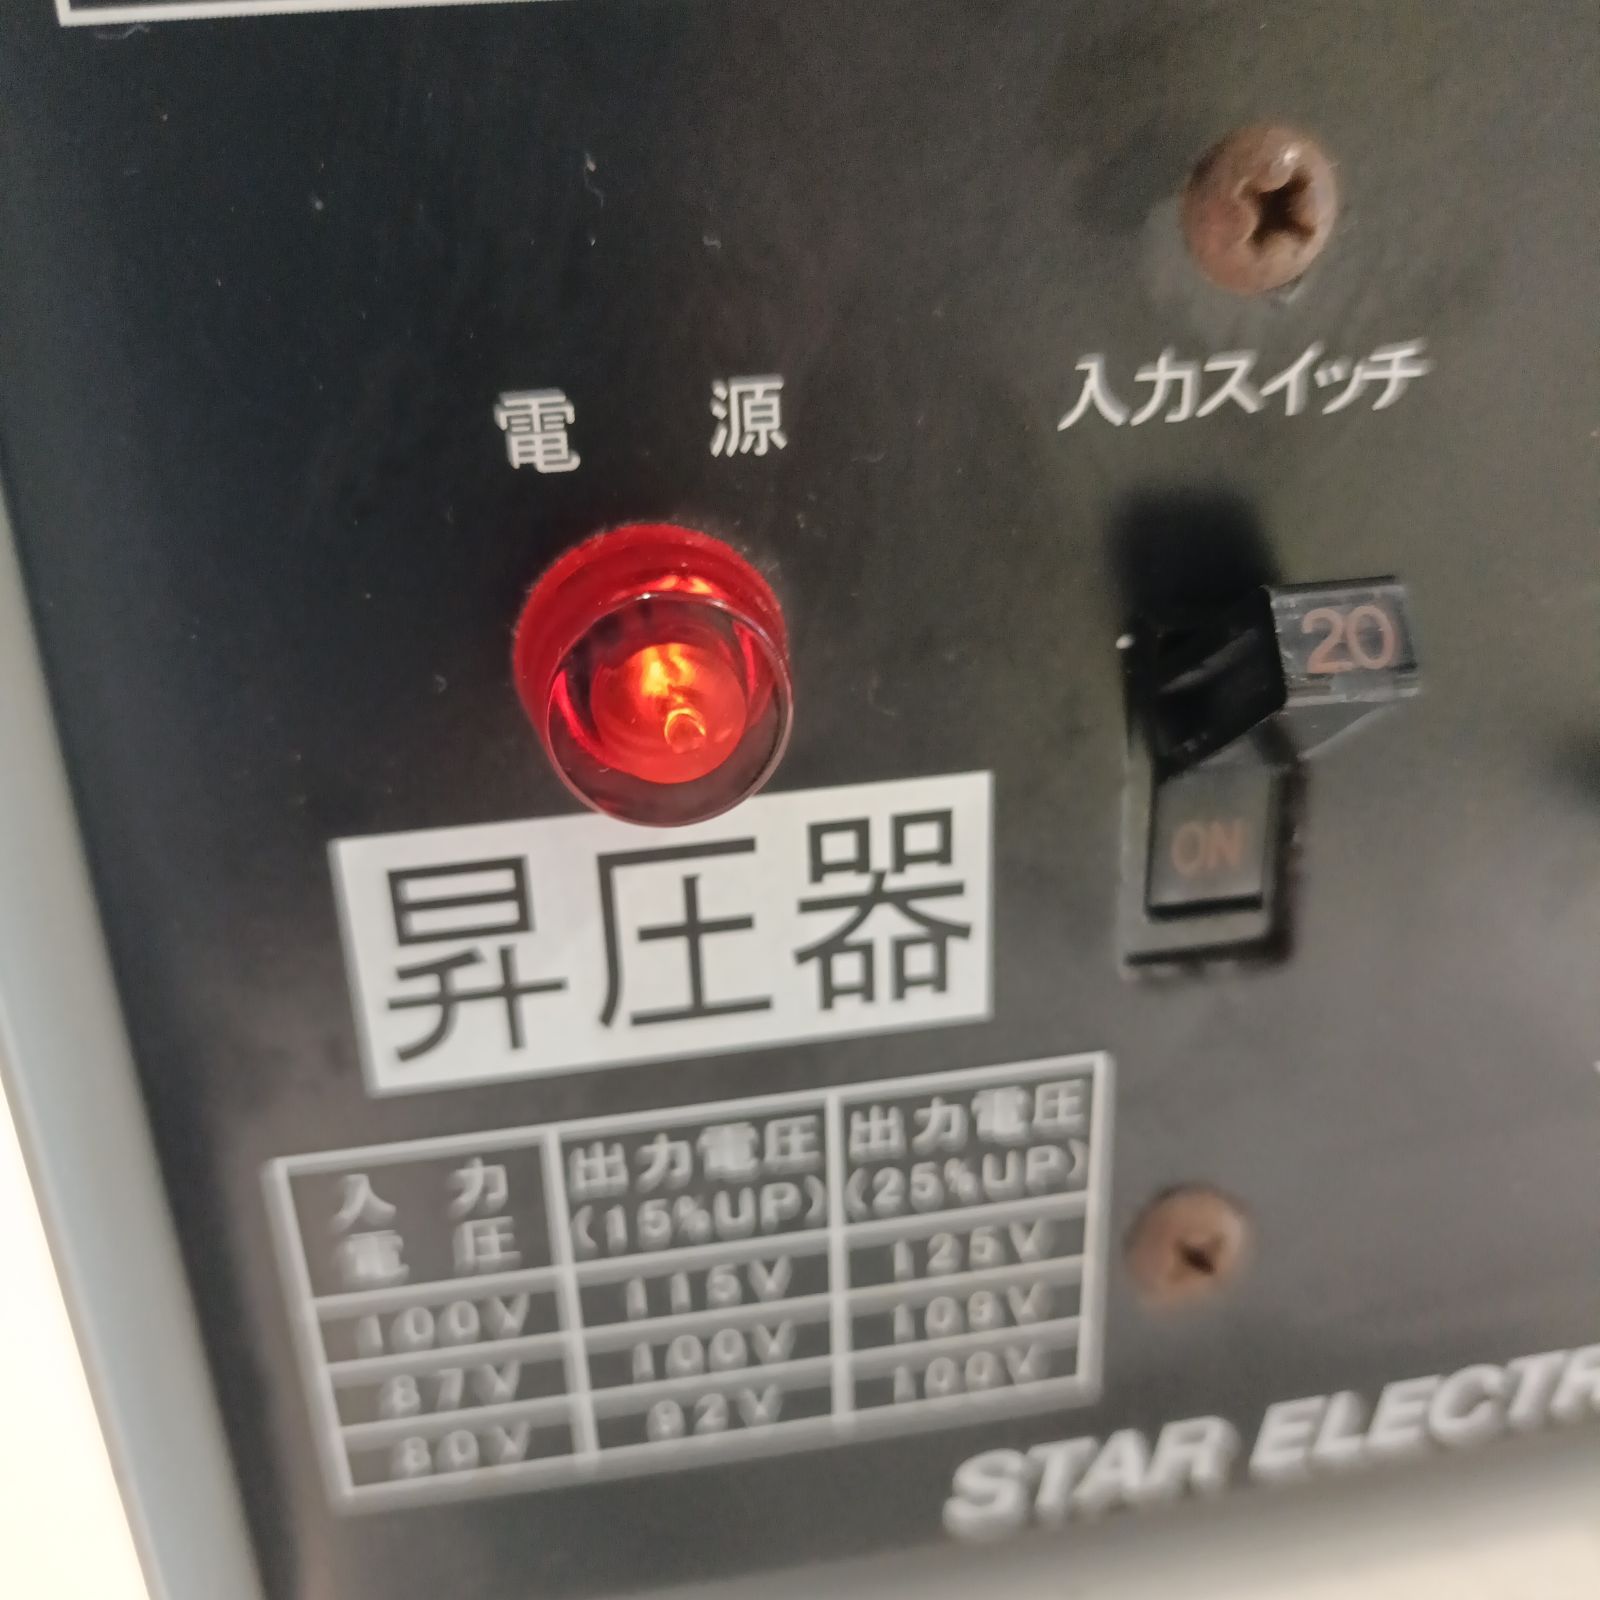 電源
入力スイッチ
20
ON
昇圧器
入力電圧 出力電圧(15%UP) 出力電圧(25%UP)
100V 115V 125V
87V 100V 109V
80V 92V 100V
STAR ELECTR